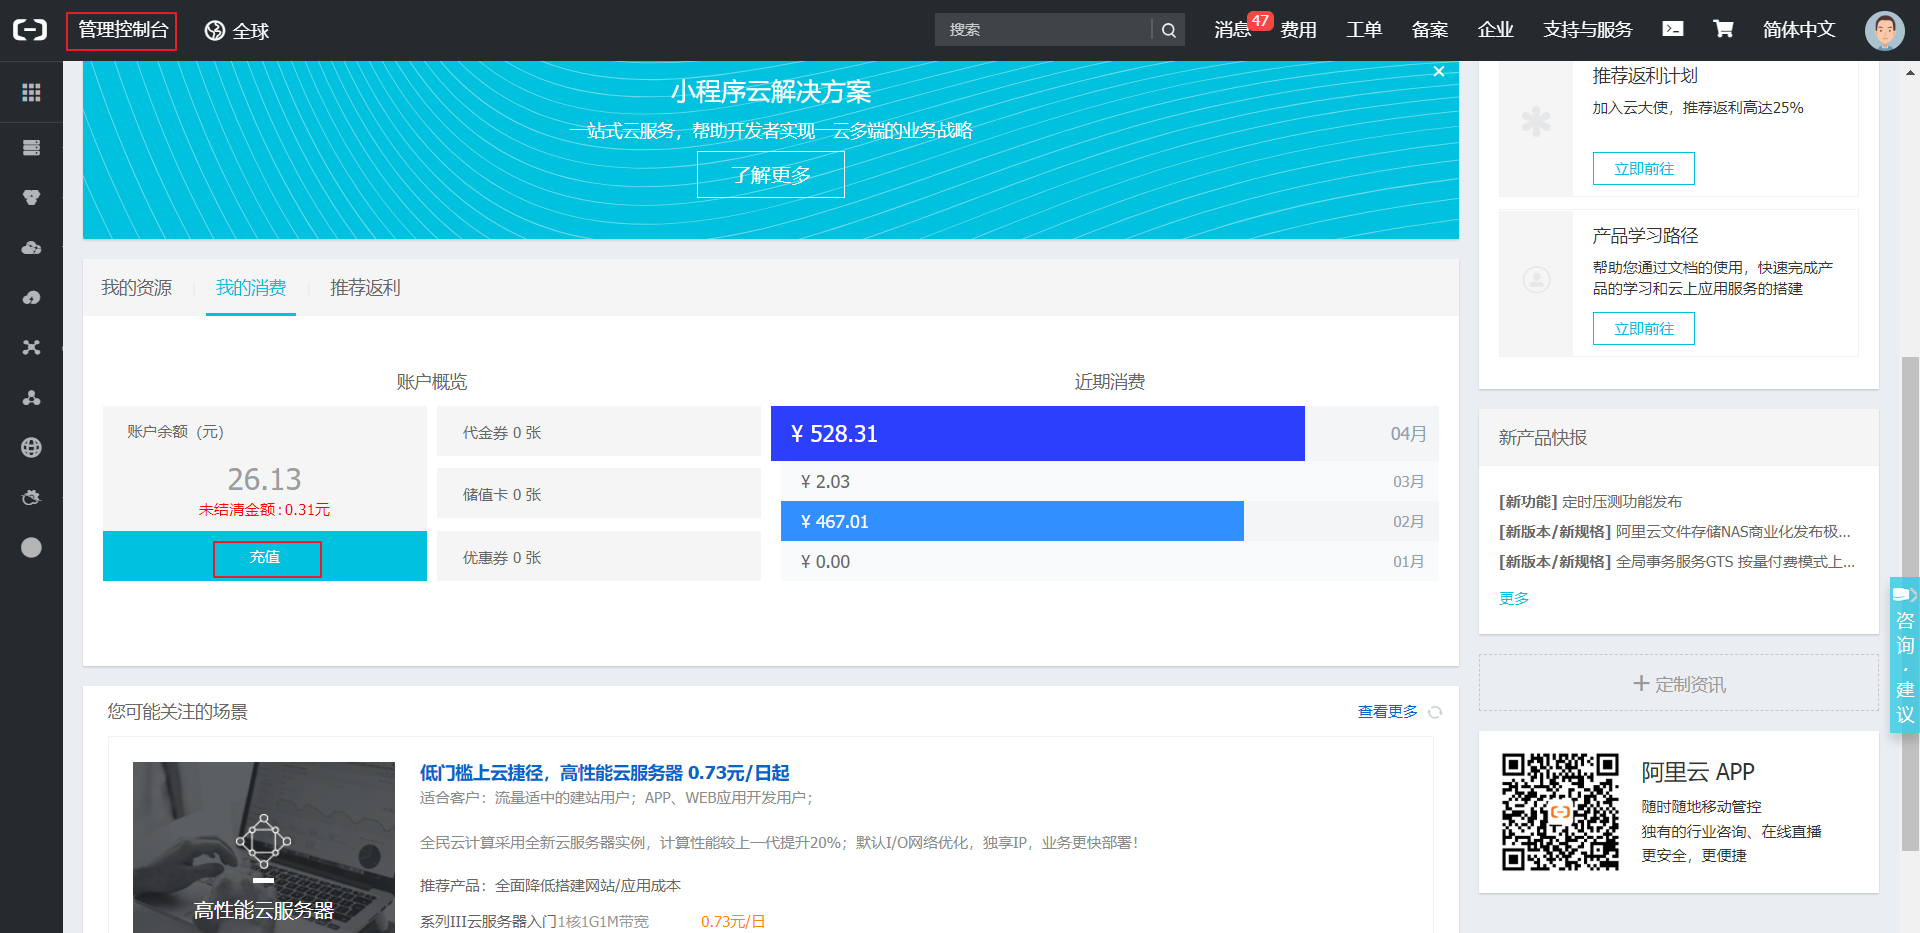 管理控制台
全球
搜索
消息 47
费用
工单
备案
企业
支持与服务
简体中文
小程序云解决方案
一站式云服务，帮助开发者实现一云多端的业务战略
了解更多
我的资源
我的消费
推荐返利
账户概览
账户余额（元）
26.13
未结清金额:0.31元
充值
代金券 0 张
储值卡 0 张
优惠券 0 张
近期消费
¥ 528.31 04月
¥ 2.03 03月
¥ 467.01 02月
¥ 0.00 01月
您可能关注的场景
查看更多
高性能云服务器
低门槛上云捷径，高性能云服务器 0.73元/日起
适合客户：流量适中的建站用户；APP、WEB应用开发用户；
全民云计算采用全新云服务器实例，计算性能较上一代提升20%；默认I/O网络优化，独享IP，业务更快部署！
推荐产品：全面降低搭建网站/应用成本
系列III云服务器入门1核1G1M带宽 0.73元/日
推荐返利计划
加入云大使，推荐返利高达25%
立即前往
产品学习路径
帮助您通过文档的使用，快速完成产
品的学习和云上应用服务的搭建
立即前往
新产品快报
[新功能] 定时压测功能发布
[新版本/新规格] 阿里云文件存储NAS商业化发布极...
[新版本/新规格] 全局事务服务GTS 按量付费模式上...
更多
咨询·建议
定制资讯
阿里云 APP
随时随地移动管控
独有的行业咨询、在线直播
更安全，更便捷